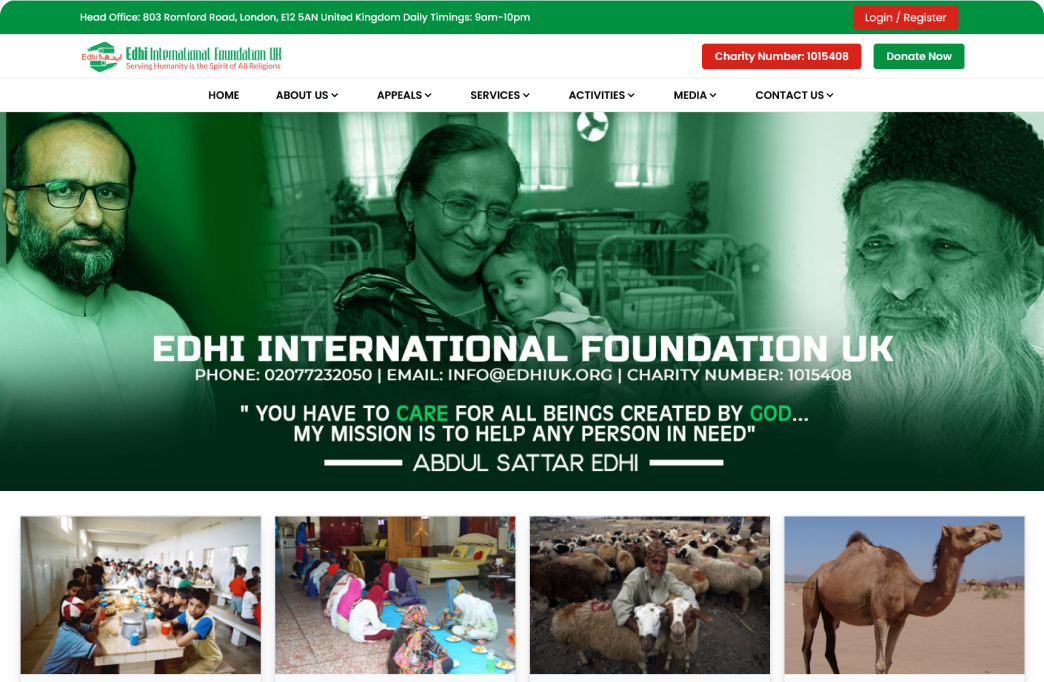 Head Office: 803 Romford Road, London, E12 5AN United Kingdom Daily Timings: 9am-10pm
Login / Register
Edhi ایدھی Edhi International Foundation UK
Serving Humanity is the Spirit of All Religions
Charity Number: 1015408
Donate Now
HOME ABOUT US APPEALS SERVICES ACTIVITIES MEDIA CONTACT US
EDHI INTERNATIONAL FOUNDATION UK
PHONE: 02077232050 | EMAIL: INFO@EDHIUK.ORG | CHARITY NUMBER: 1015408
" YOU HAVE TO CARE FOR ALL BEINGS CREATED BY GOD...
MY MISSION IS TO HELP ANY PERSON IN NEED"
ABDUL SATTAR EDHI